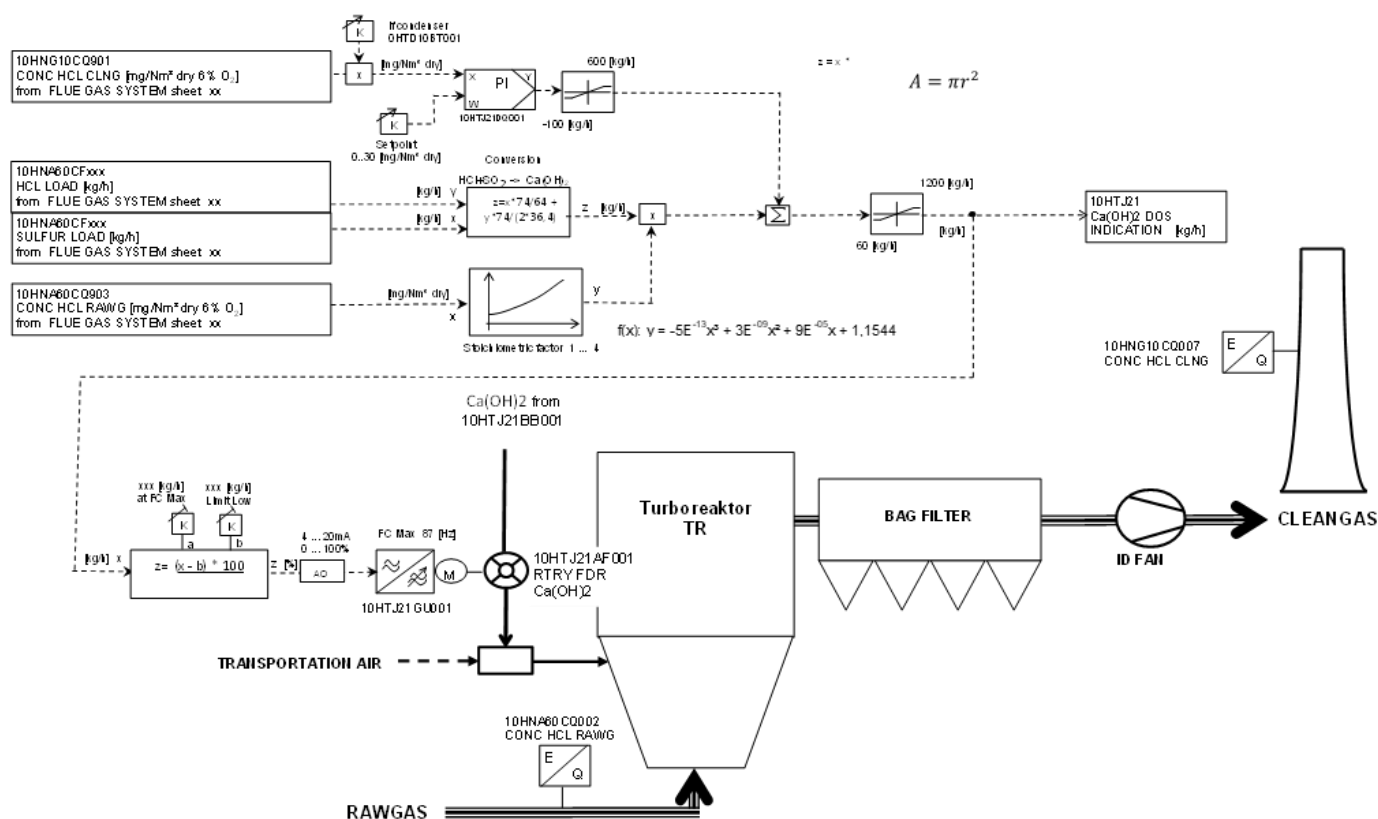 If condenser
0HTD10BT001
K
10HNG10CQ901
CONC HCL CLNG [mg/Nm³ dry 6% O₂]
from FLUE GAS SYSTEM sheet xx
x
[mg/Nm³ dry]
X
Y
PI
W
10HTJ21DQ001
600 [kg/h]
-100 [kg/h]
z = x *
A = πr²
K
Setpoint
0..30 [mg/Nm³ dry]
10HNA60CFxxx
HCL LOAD [kg/h]
from FLUE GAS SYSTEM sheet xx
10HNA60CFxxx
SULFUR LOAD [kg/h]
from FLUE GAS SYSTEM sheet xx
Conversion
[kg/h] y
[kg/h] x
z=x*74/64 +
y*74/(2*36,4)
z [kg/h]
x
Σ
1200 [kg/h]
60 [kg/h]
[kg/h]
10HTJ21
Ca(OH)2 DOS
INDICATION [kg/h]
10HNA60CQ903
CONC HCL RAWG [mg/Nm³ dry 6% O₂]
from FLUE GAS SYSTEM sheet xx
[mg/Nm³ dry]
x
y
Stoichiometric factor 1 ... 4
f(x): y = -5E⁻¹³x³ + 3E⁻⁰⁹x² + 9E⁻⁰⁵x + 1,1544
10HNG10CQ007
CONC HCL CLNG
E
Q
Ca(OH)2 from
10HTJ21BB001
xxx [kg/h]
at FC Max
xxx [kg/h]
Limit Low
K
K
a
b
[kg/h] x
z= (x - b) * 100
z [%]
4 ... 20mA
0 ... 100%
AO
FC Max 87 [Hz]
10HTJ21GU001
M
10HTJ21AF001
RTRY FDR
Ca(OH)2
Turboreaktor
TR
BAG FILTER
ID FAN
CLEANGAS
TRANSPORTATION AIR
10HNA60CQ002
CONC HCL RAWG
E
Q
RAWGAS